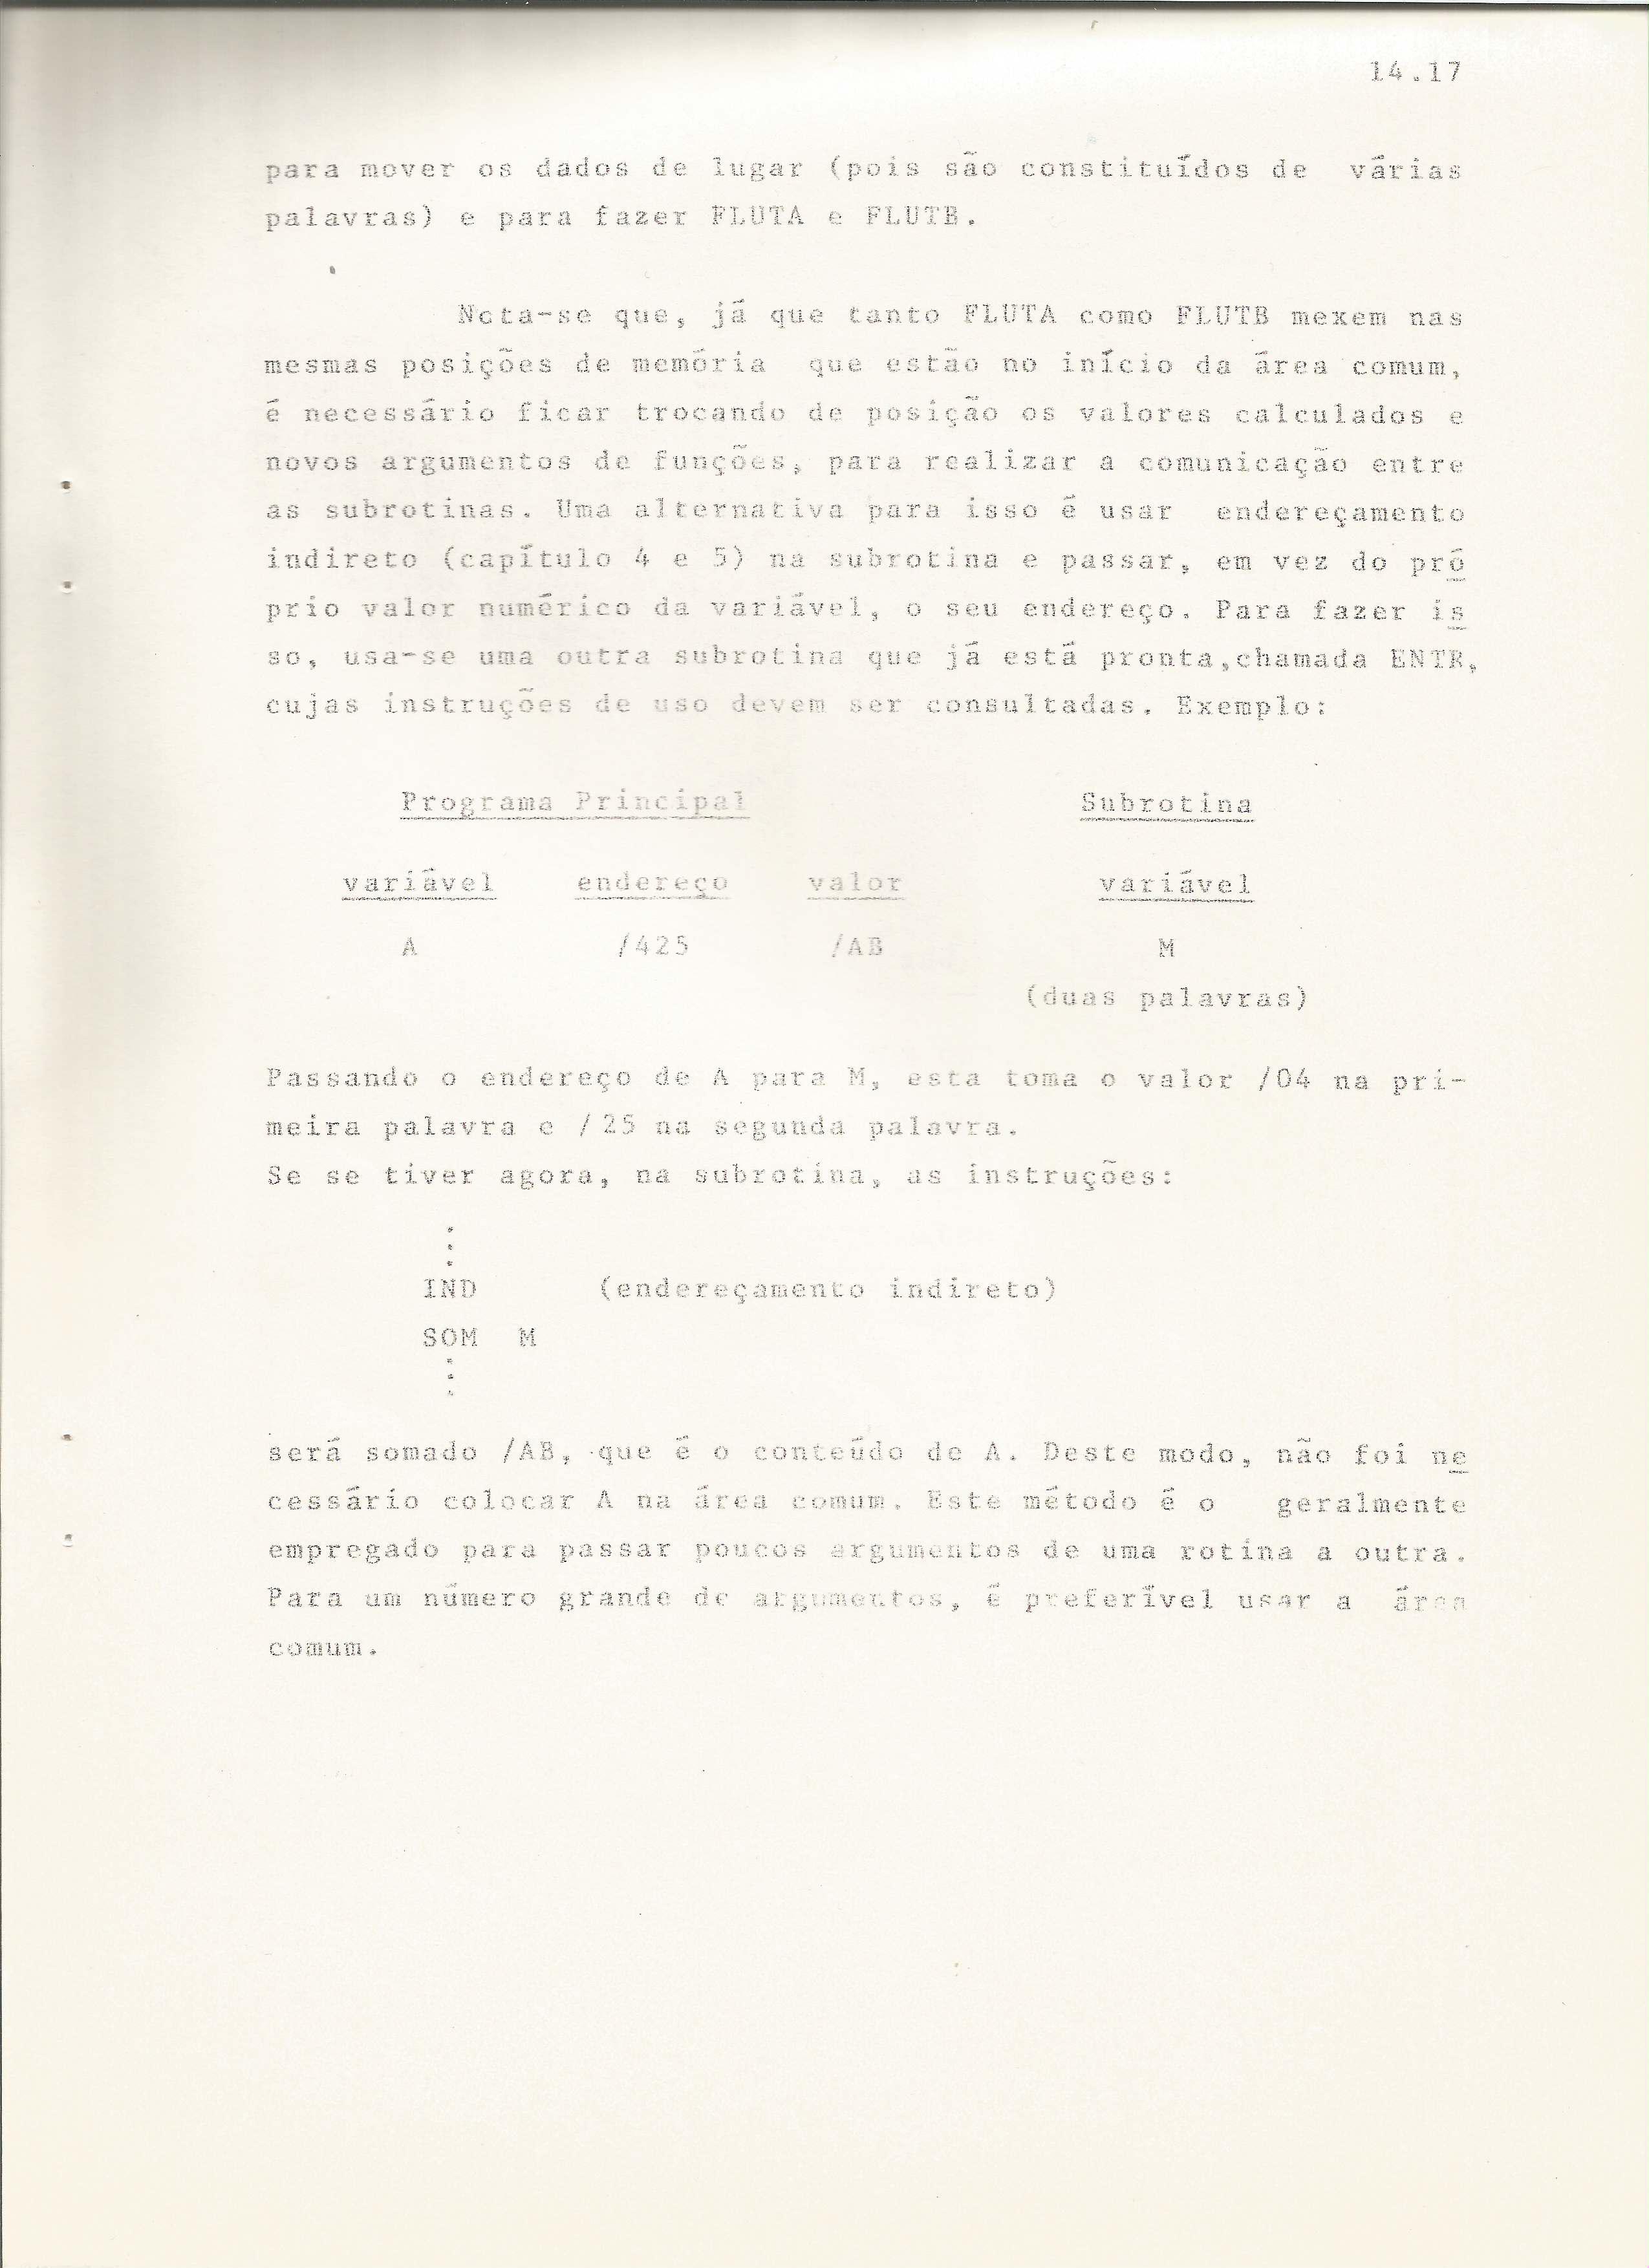 14.17
para mover os dados de lugar (pois são constituídos de várias
palavras) e para fazer FLUTA e FLUTB.
Nota-se que, já que tanto FLUTA como FLUTB mexem nas
mesmas posições de memória que estão no início da área comum,
é necessário ficar trocando de posição os valores calculados e
novos argumentos de funções, para realizar a comunicação entre
as subrotinas. Uma alternativa para isso é usar endereçamento
indireto (capítulo 4 e 5) na subrotina e passar, em vez do pró
prio valor numérico da variável, o seu endereço. Para fazer is
so, usa-se uma outra subrotina que já está pronta,chamada ENTR,
cujas instruções de uso devem ser consultadas. Exemplo:
Programa Principal Subrotina
variável endereço valor variável
A /425 /AB M
(duas palavras)
Passando o endereço de A para M, esta toma o valor /04 na pri-
meira palavra e /25 na segunda palavra.
Se se tiver agora, na subrotina, as instruções:
⋮
IND (endereçamento indireto)
SOM M
⋮
será somado /AB, que é o conteúdo de A. Deste modo, não foi ne
cessário colocar A na área comum. Este método é o geralmente
empregado para passar poucos argumentos de uma rotina a outra.
Para um número grande de argumentos, é preferível usar a área
comum.